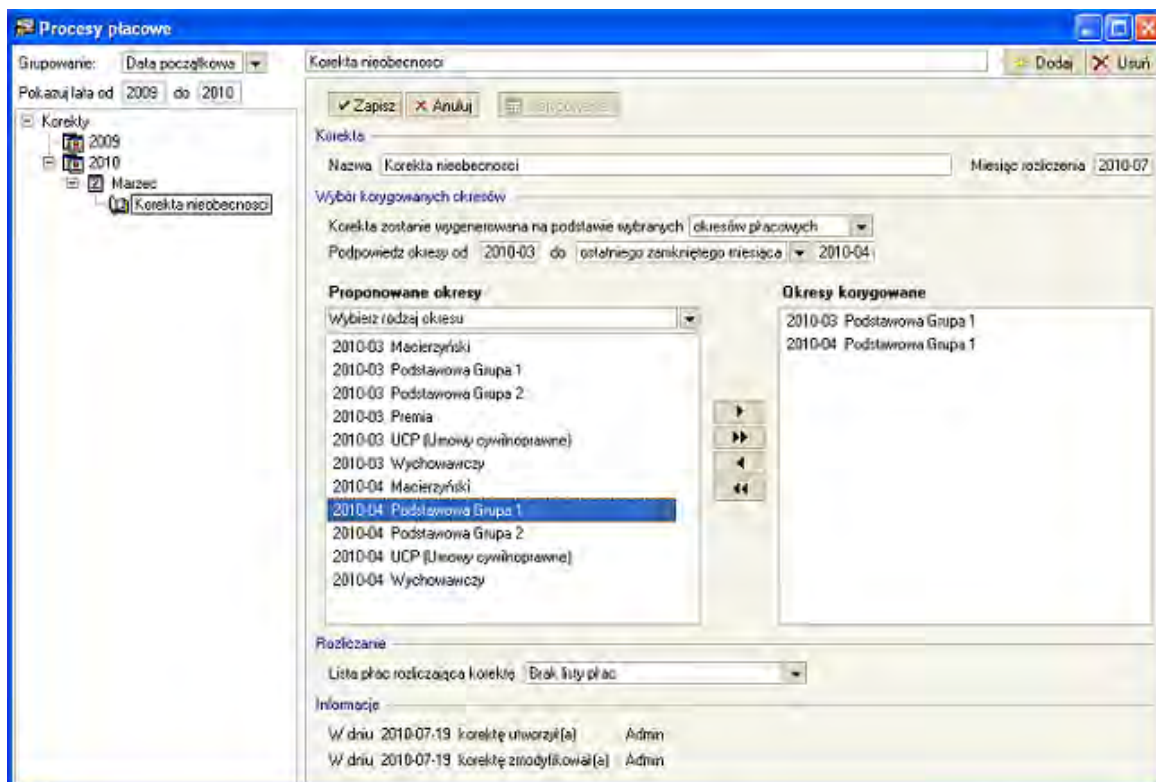 Procesy płacowe
Grupowanie: Data początkowa
Korekta nieobecnosci
Dodaj Usuń
Pokazuj lata od 2009 do 2010
Korekty
2009
2010
Marzec
Korekta nieobecnosci
Zapisz Anuluj
Korekta
Nazwa Korekta nieobecnosci Miesiąc rozliczenia 2010-07
Wybór korygowanych okresów
Korekta zostanie wygenerowana na podstawie wybranych okresów płacowych
Podpowiedz okresy od 2010-03 do ostatniego zamkniętego miesiąca 2010-04
Proponowane okresy
Wybierz rodzaj okresu
2010-03 Macierzyński
2010-03 Podstawowa Grupa 1
2010-03 Podstawowa Grupa 2
2010-03 Premia
2010-03 UCP (Umowy cywilnoprawne)
2010-03 Wychowawczy
2010-04 Macierzyński
2010-04 Podstawowa Grupa 1
2010-04 Podstawowa Grupa 2
2010-04 UCP (Umowy cywilnoprawne)
2010-04 Wychowawczy
Okresy korygowane
2010-03 Podstawowa Grupa 1
2010-04 Podstawowa Grupa 1
Rozliczanie
Lista płac rozliczająca korektę Brak listy płac
Informacje
W dniu 2010-07-19 korektę utworzył(a) Admin
W dniu 2010-07-19 korektę zmodyfikował(a) Admin